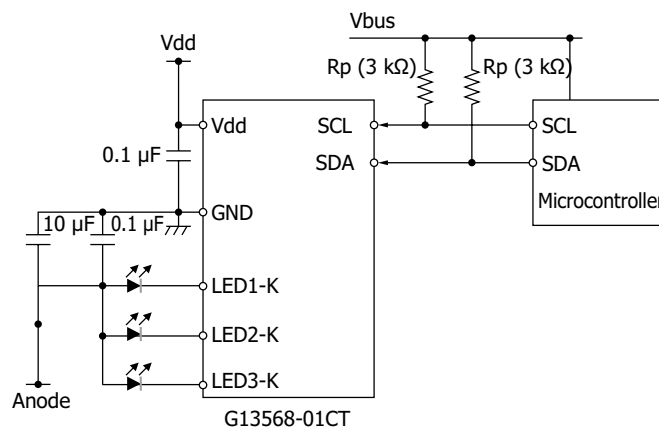 Vbus
Vdd
Rp (3 kΩ)
Rp (3 kΩ)
Vdd
SCL
SCL
0.1 µF
SDA
SDA
Microcontroller
GND
10 µF
0.1 µF
LED1-K
LED2-K
LED3-K
Anode
G13568-01CT